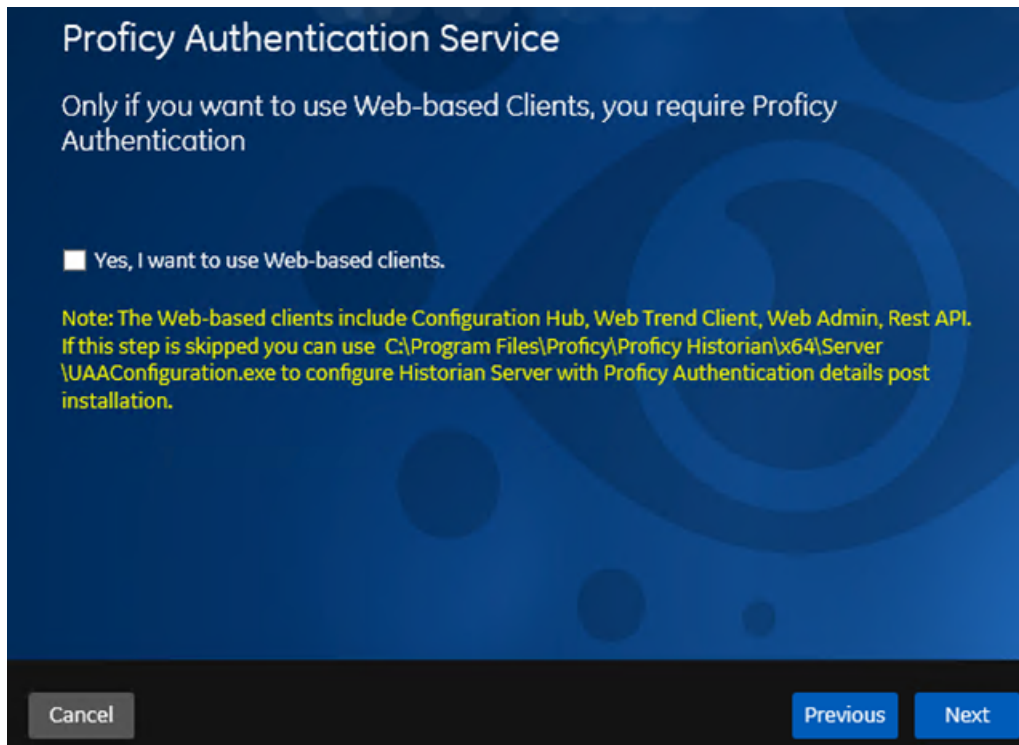 Proficy Authentication Service
Only if you want to use Web-based Clients, you require Proficy
Authentication
Yes, I want to use Web-based clients.
Note: The Web-based clients include Configuration Hub, Web Trend Client, Web Admin, Rest API.
If this step is skipped you can use C:\Program Files\Proficy\Proficy Historian\x64\Server
\UAAConfiguration.exe to configure Historian Server with Proficy Authentication details post
installation.
Cancel
Previous
Next